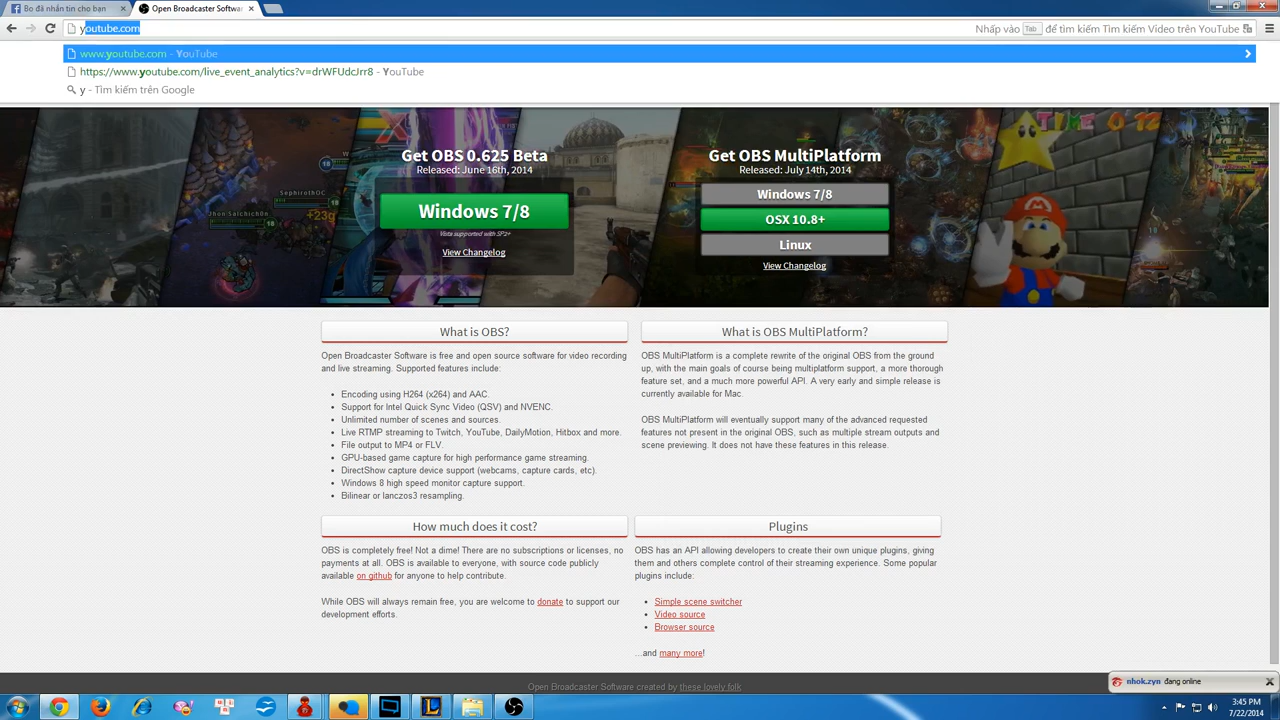 Bo đã nhắn tin cho bạn
Open Broadcaster Softwar
youtube.com
Nhấp vào Tab để tìm kiếm Tìm kiếm Video trên YouTube
www.youtube.com - YouTube
https://www.youtube.com/live_event_analytics?v=drWFUdcJrr8 - YouTube
y - Tìm kiếm trên Google
TIME 0 12
Get OBS 0.625 Beta
Released: June 16th, 2014
Windows 7/8
Vista supported with SP2+
View Changelog
Get OBS MultiPlatform
Released: July 14th, 2014
Windows 7/8
OSX 10.8+
Linux
View Changelog
18
SephirothOC
18
Jhen SaichichBn
+23g
18
What is OBS?
Open Broadcaster Software is free and open source software for video recording
and live streaming. Supported features include:
Encoding using H264 (x264) and AAC.
Support for Intel Quick Sync Video (QSV) and NVENC.
Unlimited number of scenes and sources.
Live RTMP streaming to Twitch, YouTube, DailyMotion, Hitbox and more.
File output to MP4 or FLV.
GPU-based game capture for high performance game streaming.
DirectShow capture device support (webcams, capture cards, etc).
Windows 8 high speed monitor capture support.
Bilinear or lanczos3 resampling.
What is OBS MultiPlatform?
OBS MultiPlatform is a complete rewrite of the original OBS from the ground
up, with the main goals of course being multiplatform support, a more thorough
feature set, and a much more powerful API. A very early and simple release is
currently available for Mac.
OBS MultiPlatform will eventually support many of the advanced requested
features not present in the original OBS, such as multiple stream outputs and
scene previewing. It does not have these features in this release.
How much does it cost?
OBS is completely free! Not a dime! There are no subscriptions or licenses, no
payments at all. OBS is available to everyone, with source code publicly
available on github for anyone to help contribute.
While OBS will always remain free, you are welcome to donate to support our
development efforts.
Plugins
OBS has an API allowing developers to create their own unique plugins, giving
them and others complete control of their streaming experience. Some popular
plugins include:
Simple scene switcher
Video source
Browser source
...and many more!
Open Broadcaster Software created by these lovely folk
nhok.zyn đang online
3:45 PM
7/22/2014